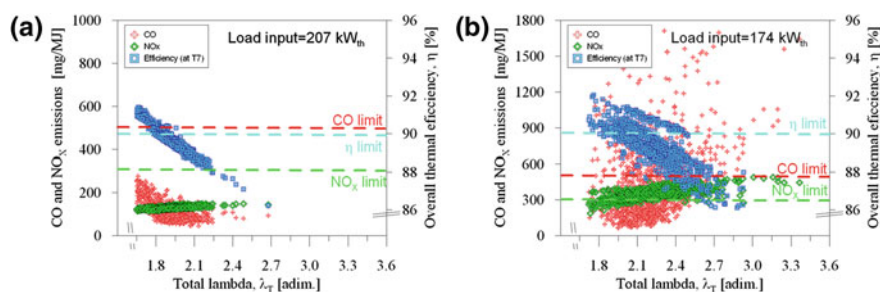 (a)
CO and NOX emissions [mg/MJ]
1000
800
600
400
200
0
CO
NOx
Efficiency (at T7)
Load input=207 kWth
CO limit
η limit
NOX limit
96
94
92
90
88
86
Overall thermal eficciency, η [%]
1.8 2.1 2.4 2.7 3.0 3.3 3.6
Total lambda, λT [adim.]
(b)
CO and NOX emissions [mg/MJ]
1800
1500
1200
900
600
300
0
CO
NOx
Efficiency (at T7)
Load input=174 kWth
η limit
CO limit
NOX limit
96
94
92
90
88
86
Overall thermal eficciency, η [%]
1.8 2.1 2.4 2.7 3.0 3.3 3.6
Total lambda, λT [adim.]